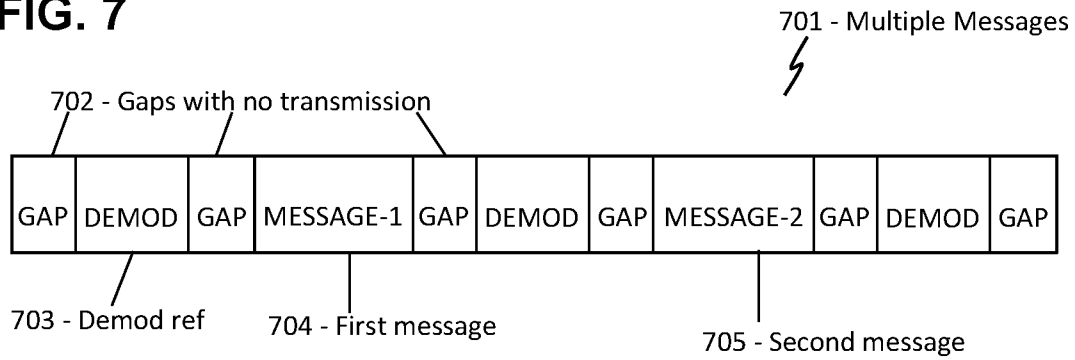 FIG. 7
701 - Multiple Messages
702 - Gaps with no transmission
GAP DEMOD GAP MESSAGE-1 GAP DEMOD GAP MESSAGE-2 GAP DEMOD GAP
703 - Demod ref
704 - First message
705 - Second message